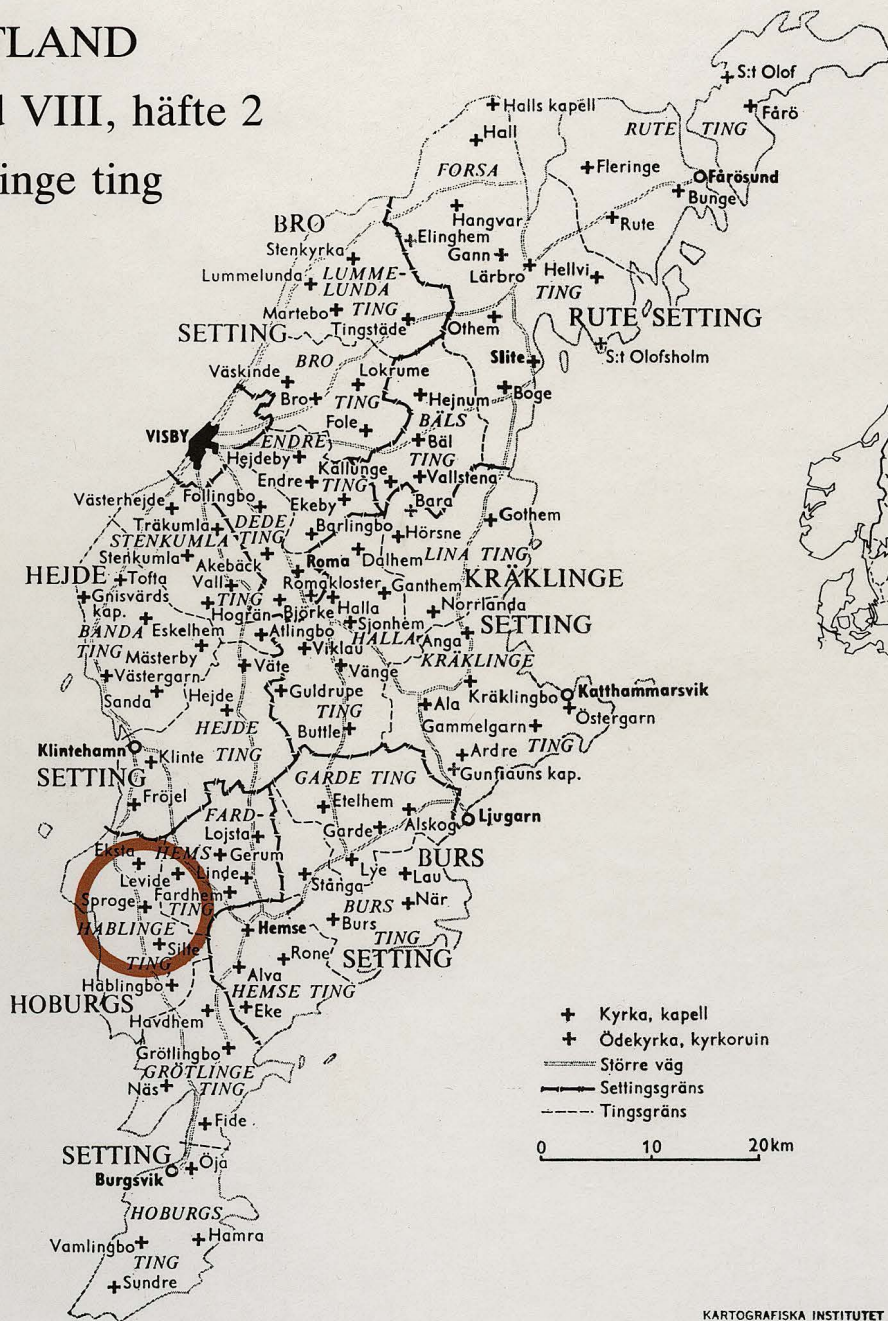 TLAND
VIII, häfte 2
inge ting
S:t Olof
Halls kapell
Fårö
Hall
RUTE TING
FORSA
Fleringe
Fårösund
Bunge
Hangvar
Rute
BRO
Elinghem
Stenkyrka
Gann
Lärbro
Hellvi
Lummelunda
LUMME-
LUNDA
TING
TING
Martebo
Tingstäde
Othem
RUTE SETTING
SETTING
S:t Olofsholm
BRO
Slite
Väskinde
Lokrume
Bro
TING
Hejnum
Boge
Fole
BÄLS
VISBY
ENDRE
Bäl
Hejdeby
Källunge
TING
Endre
TING
Vallstena
Västerhejde
Follingbo
Ekeby
Bara
Gothem
Träkumla
DEDE
Barlingbo
Hörsne
STENKUMLA
TING
Stenkumla
Roma
Dalhem
LINA TING
HEJDE
Tofta
Akebäck
Vall
Romakloster
Ganthem
KRÄKLINGE
Gnisvärds
kap.
TING
Hogrän
Björke
Halla
Norrlanda
BANDA
Eskelhem
Atlingbo
Sjonhem
SETTING
HALLA
Anga
TING
Mästerby
Viklau
KRÄKLINGE
Västergarn
Väte
Vänge
Sanda
Hejde
Guldrupe
Ala
Kräklingbo
Katthammarsvik
TING
Östergarn
HEJDE
Buttle
Gammelgarn
Klintehamn
Klinte
TING
Ardre
TING
SETTING
GARDE TING
Gunfiauns kap.
Fröjel
Etelhem
FARD-
Lojsta
Garde
Alskog
Ljugarn
Eksta
HEMS
Gerum
BURS
Levide
Linde
Stånga
Lye
Lau
Sproge
Fardhem
TING
BURS
När
HABLINGE
Hemse
Burs
TING
Silte
Rone
SETTING
TING
Alva
Häblingbo
HEMSE TING
HOBURGS
Havdhem
Eke
Grötlingbo
GRÖTLINGE
Näs
TING
Fide
SETTING
Öja
Burgsvik
HOBURGS
Vamlingbo
Hamra
TING
Sundre
Kyrka, kapell
Ödekyrka, kyrkoruin
Större väg
Settingsgräns
Tingsgräns
0 10 20km
KARTOGRAFISKA INSTITUTET